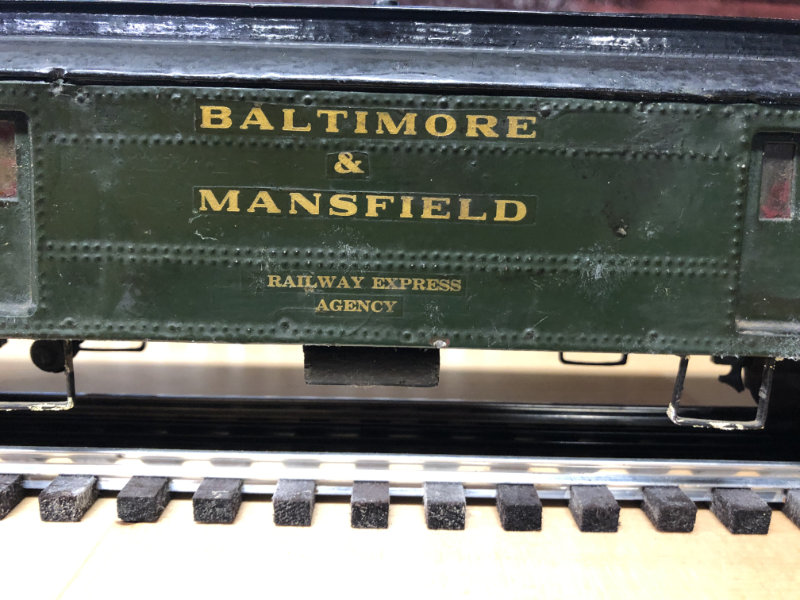 BALTIMORE
&
MANSFIELD
RAILWAY EXPRESS
AGENCY